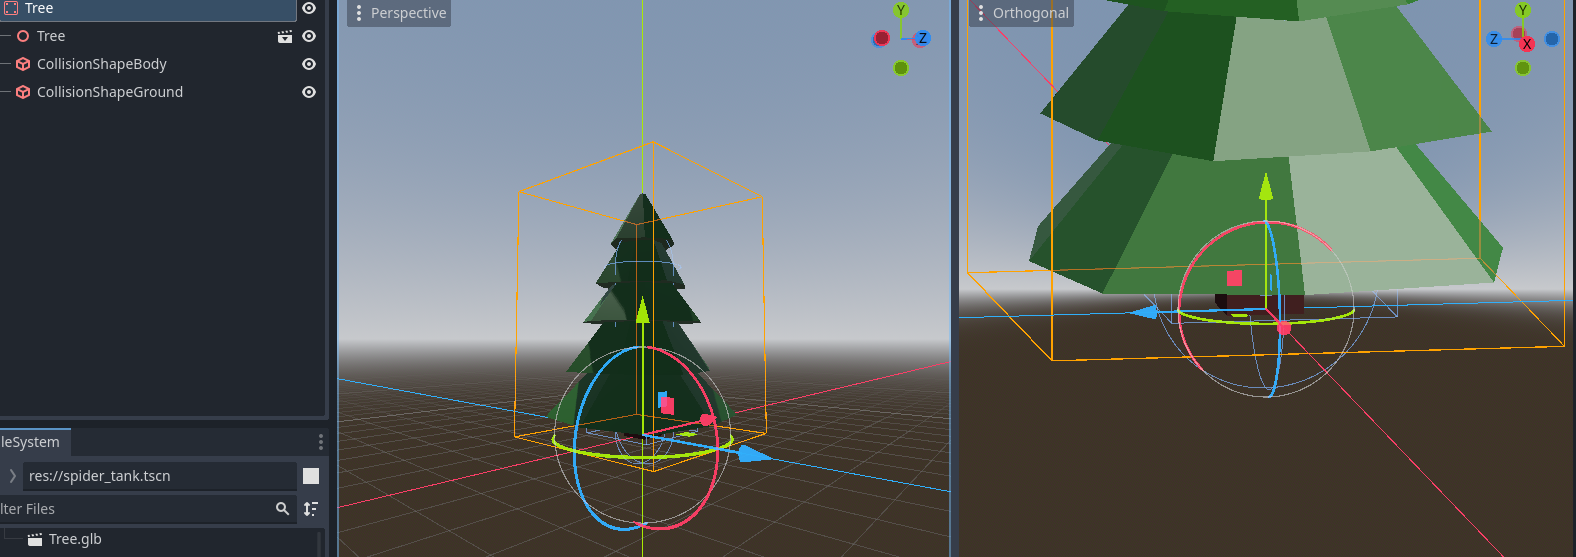 Tree
Tree
CollisionShapeBody
CollisionShapeGround
leSystem
res://spider_tank.tscn
lter Files
Tree.glb
Perspective
Y
Z
Orthogonal
Y
Z
X